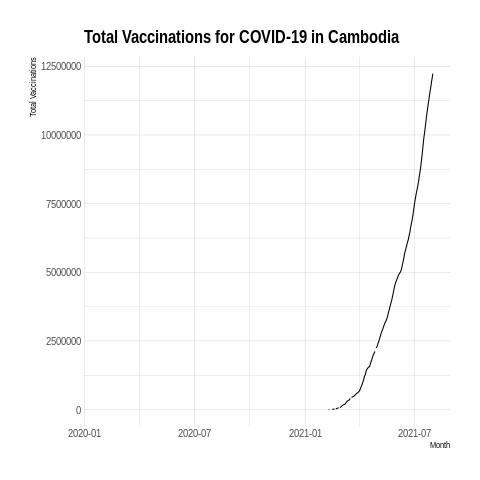 Total Vaccinations for COVID-19 in Cambodia
Total Vaccinations
12500000
10000000
7500000
5000000
2500000
0
2020-01 2020-07 2021-01 2021-07
Month